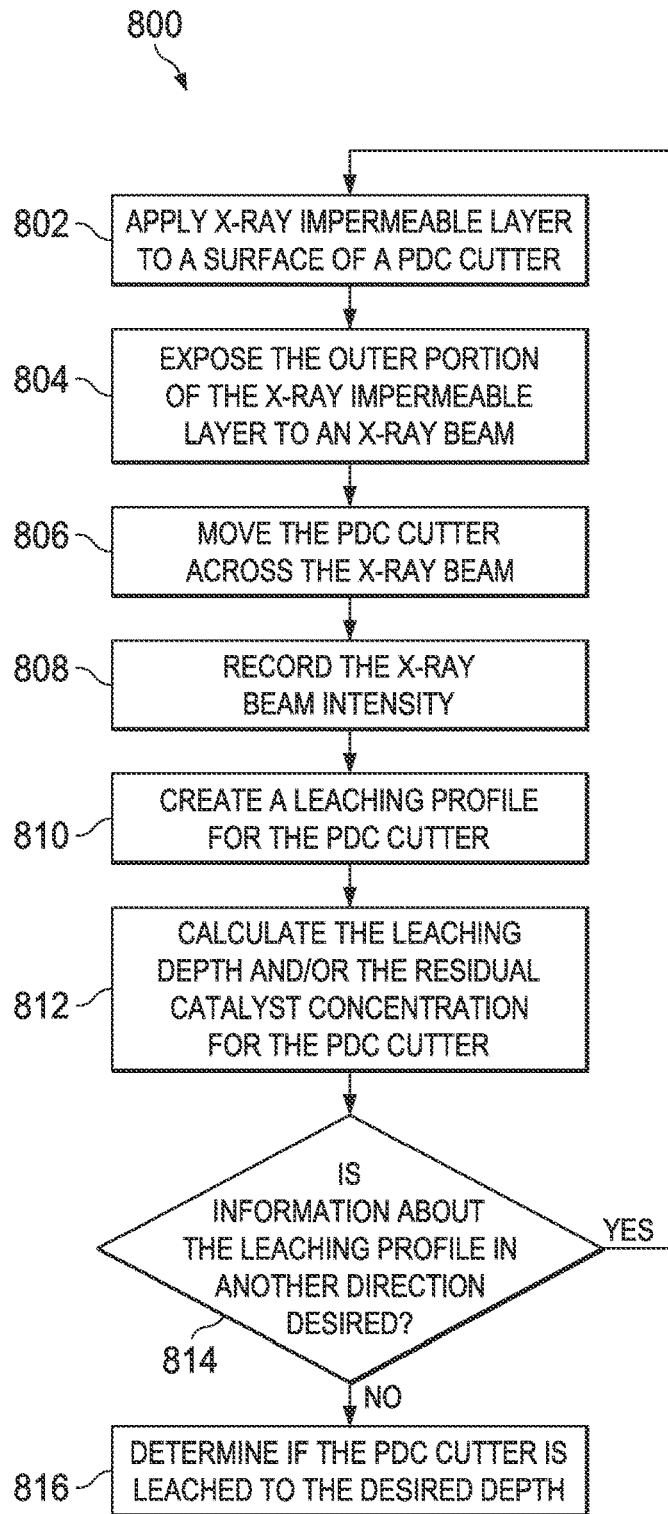 800
802
APPLY X-RAY IMPERMEABLE LAYER
TO A SURFACE OF A PDC CUTTER
804
EXPOSE THE OUTER PORTION
OF THE X-RAY IMPERMEABLE
LAYER TO AN X-RAY BEAM
806
MOVE THE PDC CUTTER
ACROSS THE X-RAY BEAM
808
RECORD THE X-RAY
BEAM INTENSITY
810
CREATE A LEACHING PROFILE
FOR THE PDC CUTTER
812
CALCULATE THE LEACHING
DEPTH AND/OR THE RESIDUAL
CATALYST CONCENTRATION
FOR THE PDC CUTTER
IS
INFORMATION ABOUT
THE LEACHING PROFILE IN
ANOTHER DIRECTION
DESIRED?
YES
814
NO
816
DETERMINE IF THE PDC CUTTER IS
LEACHED TO THE DESIRED DEPTH